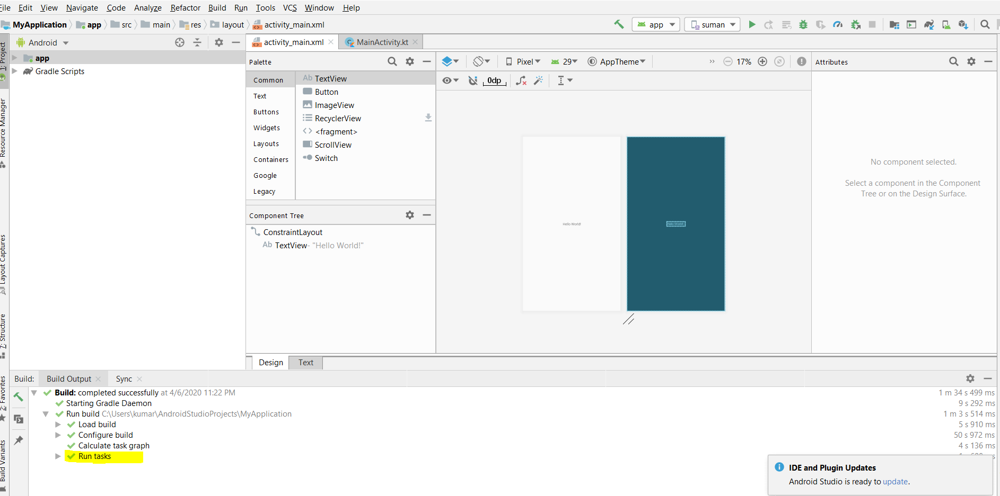 File Edit View Navigate Code Analyze Refactor Build Run Tools VCS Window Help
MyApplication app src main res layout activity_main.xml app suman
1: Project
Resource Manager
Layout Captures
7: Structure
2: Favorites
Build Variants
Android
app
Gradle Scripts
activity_main.xml MainActivity.kt
Palette
Common
Text
Buttons
Widgets
Layouts
Containers
Google
Legacy
Ab TextView
Button
ImageView
RecyclerView
<fragment>
ScrollView
Switch
Component Tree
ConstraintLayout
Ab TextView- "Hello World!"
Pixel 29 AppTheme 17%
0dp
Hello World!
Hello World!
Attributes
No component selected.
Select a component in the Component
Tree or on the Design Surface.
Design Text
Build: Build Output Sync
Build: completed successfully at 4/6/2020 11:22 PM 1 m 34 s 499 ms
Starting Gradle Daemon 9 s 292 ms
Run build C:\Users\kumar\AndroidStudioProjects\MyApplication 1 m 3 s 514 ms
Load build 5 s 910 ms
Configure build 50 s 972 ms
Calculate task graph 4 s 136 ms
Run tasks
IDE and Plugin Updates
Android Studio is ready to update.